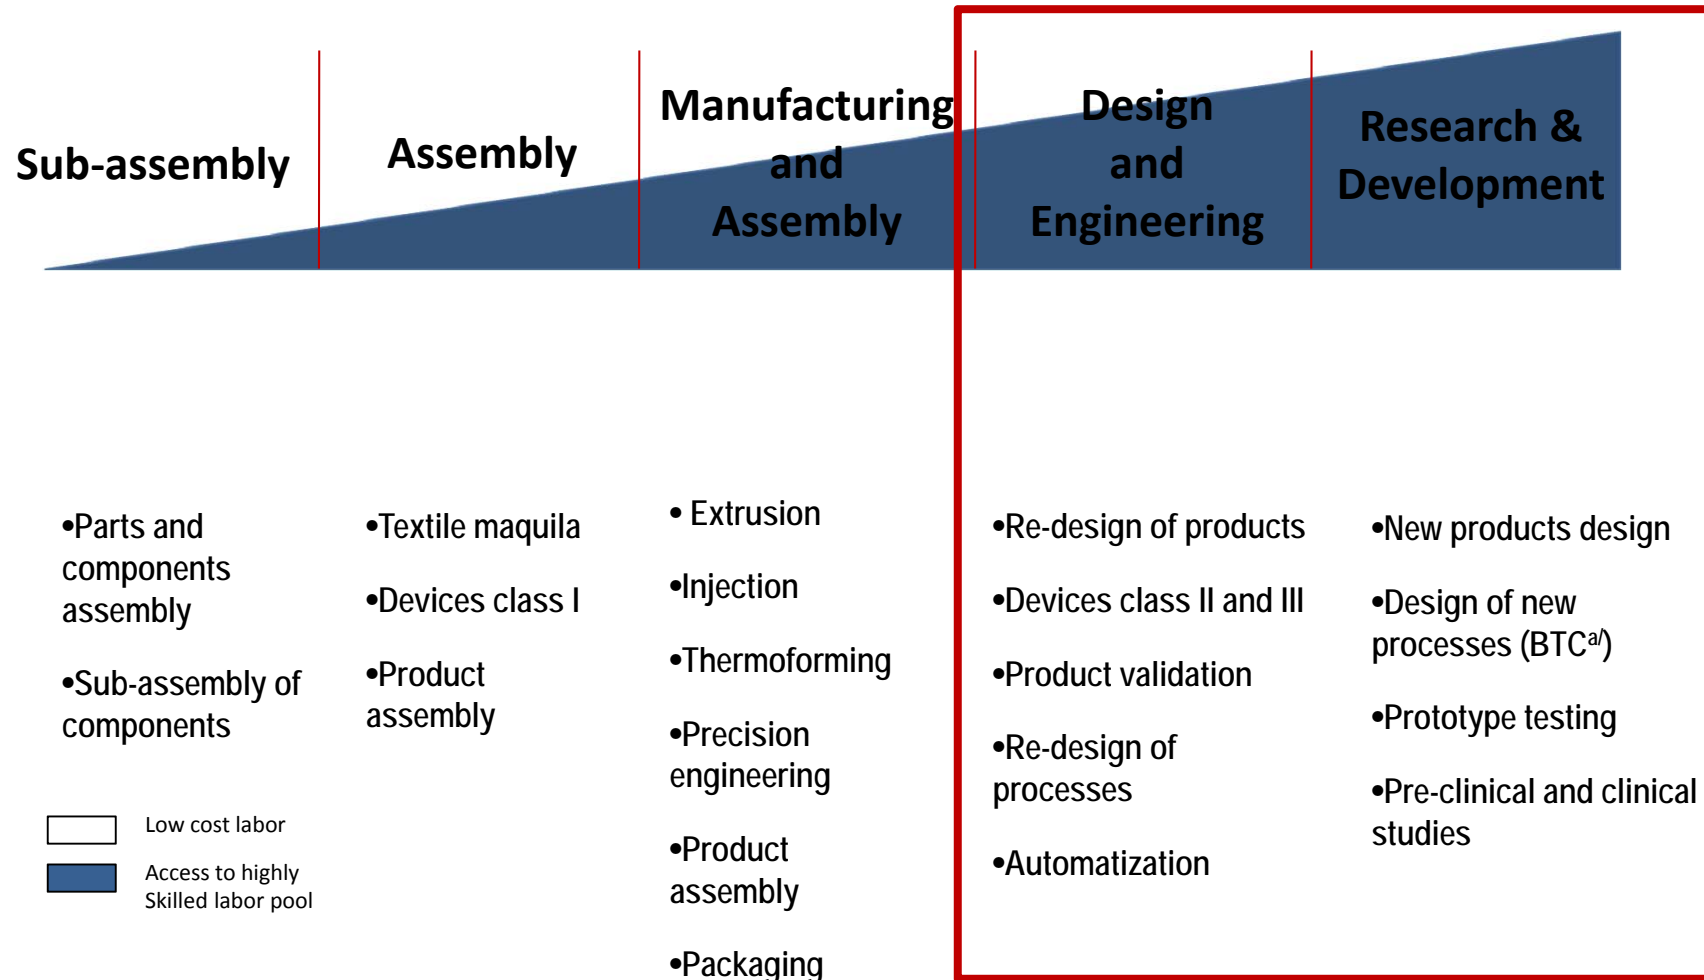 Sub-assembly
Assembly
Manufacturing
and
Assembly
Design
and
Engineering
Research &
Development
•Parts and
components
assembly
•Sub-assembly of
components
•Textile maquila
•Devices class I
•Product
assembly
• Extrusion
•Injection
•Thermoforming
•Precision
engineering
•Product
assembly
•Packaging
•Re-design of products
•Devices class II and III
•Product validation
•Re-design of
processes
•Automatization
•New products design
•Design of new
processes (BTCa/)
•Prototype testing
•Pre-clinical and clinical
studies
Low cost labor
Access to highly
Skilled labor pool